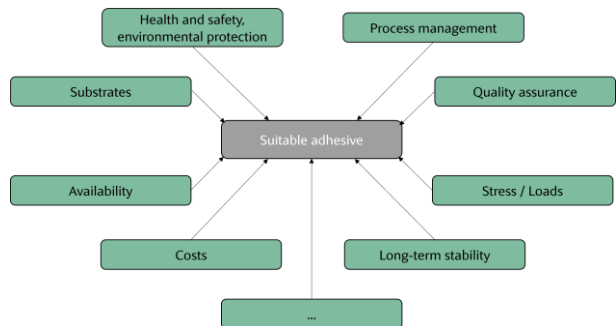 Health and safety,
environmental protection
Process management
Substrates
Quality assurance
Suitable adhesive
Availability
Stress / Loads
Costs
Long-term stability
...